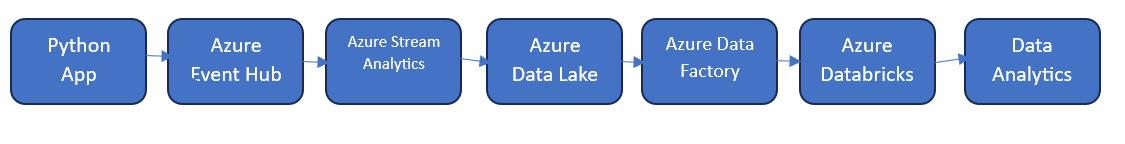 Python
App
Azure
Event Hub
Azure Stream
Analytics
Azure
Data Lake
Azure Data
Factory
Azure
Databricks
Data
Analytics